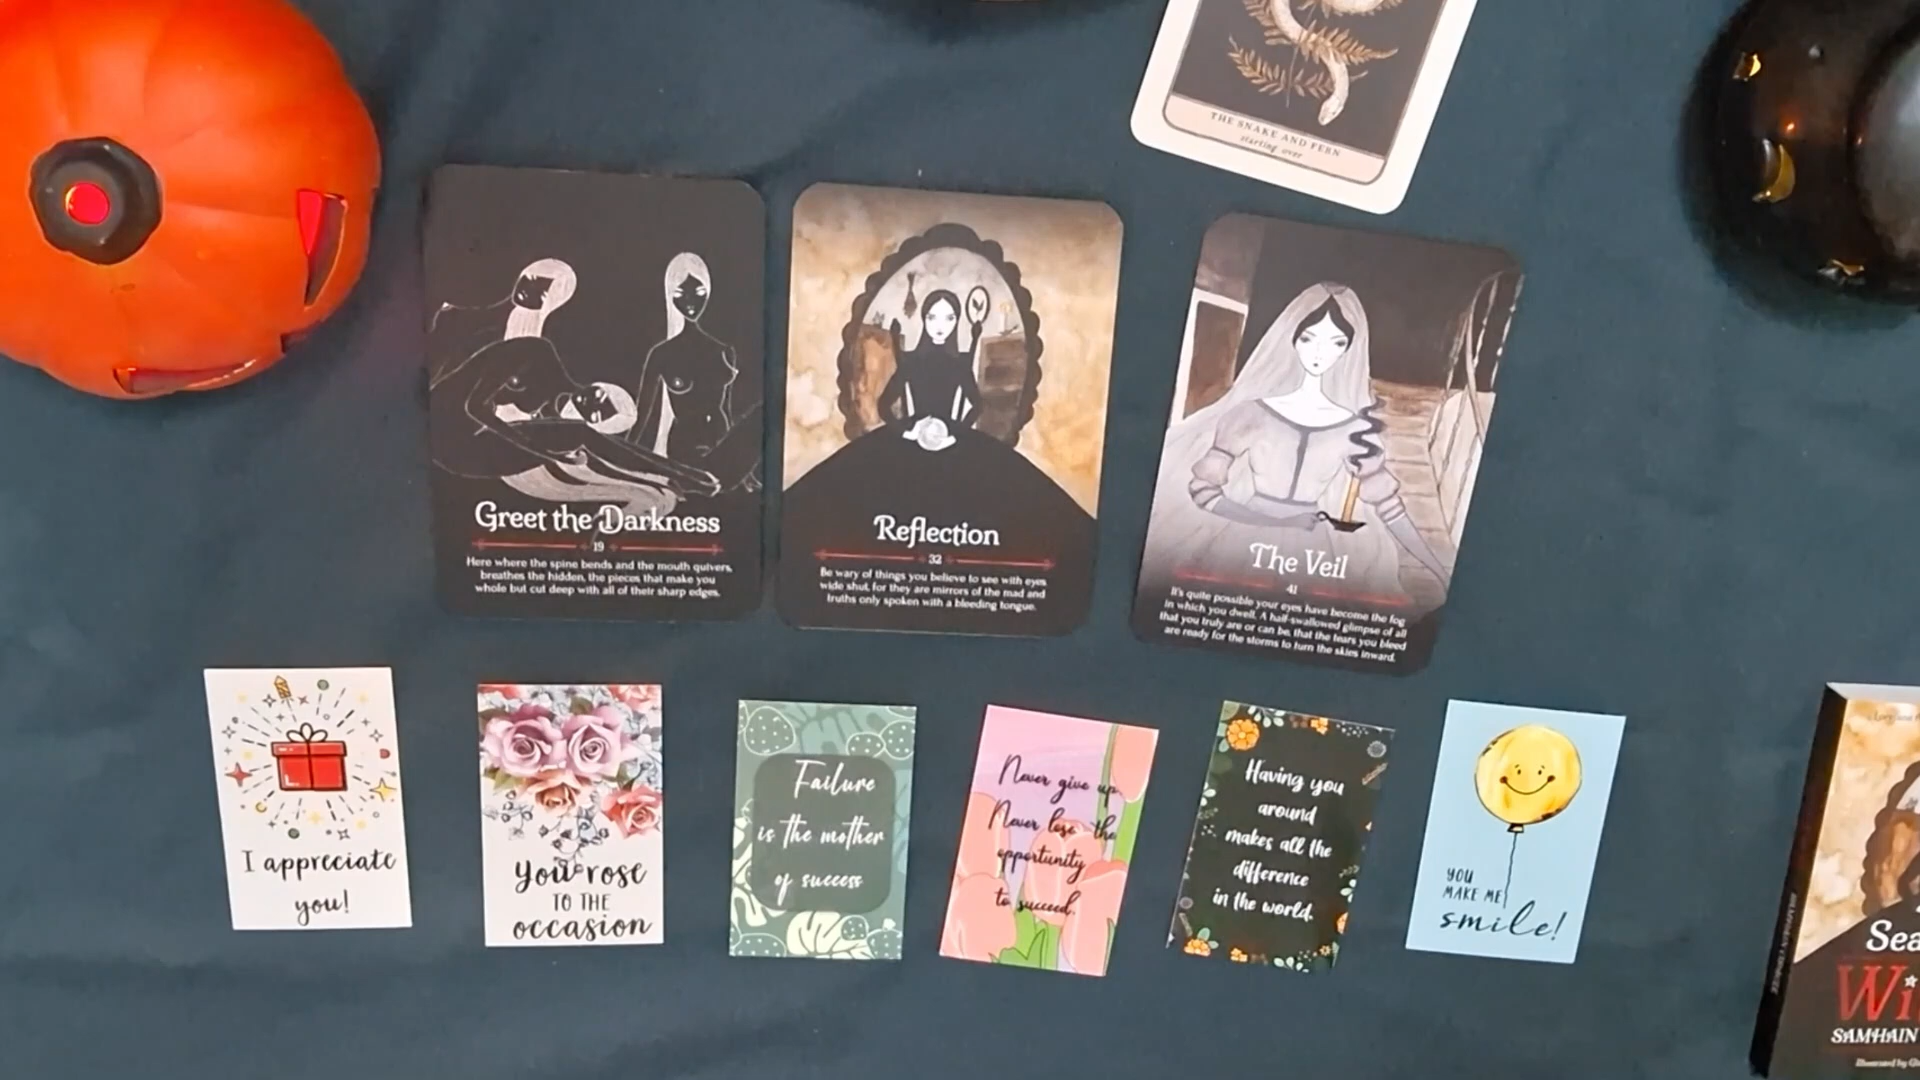 THE SNAKE AND FERN
starting over
Greet the Darkness
19
Here where the spine bends and the mouth quivers,
breathes the hidden, the pieces that make you
whole but cut deep with all of their sharp edges.
Reflection
32
Be wary of things you believe to see with eyes
wide shut, for they are mirrors of the mad and
truths only spoken with a bleeding tongue.
The Veil
41
It's quite possible your eyes have become the fog
in which you dwell. A half-swallowed glimpse of all
that you truly are or can be, that the tears you bleed
are ready for the storms to turn the skies inward.
I appreciate
you!
You rose
TO THE
occasion
Failure
is the mother
of success
Never give up.
Never lose the
opportunity
to succeed.
Having you
around
makes all the
difference
in the world.
YOU
MAKE ME
smile!
Sea
Wi
SAMHAIN
Illustrated by